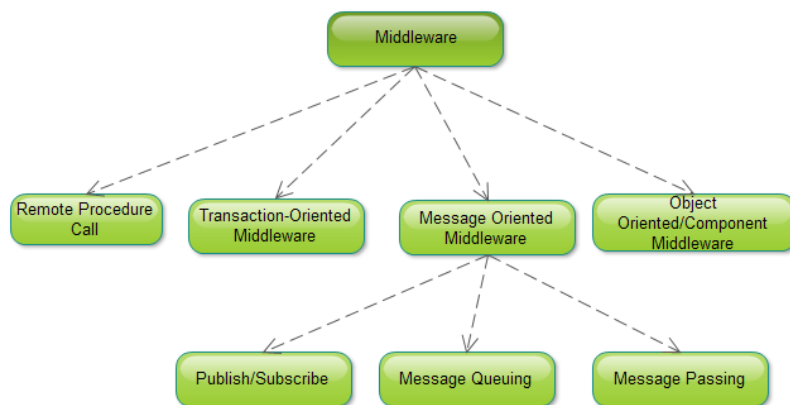 Middleware
Remote Procedure
Call
Transaction-Oriented
Middleware
Message Oriented
Middleware
Object
Oriented/Component
Middleware
Publish/Subscribe
Message Queuing
Message Passing